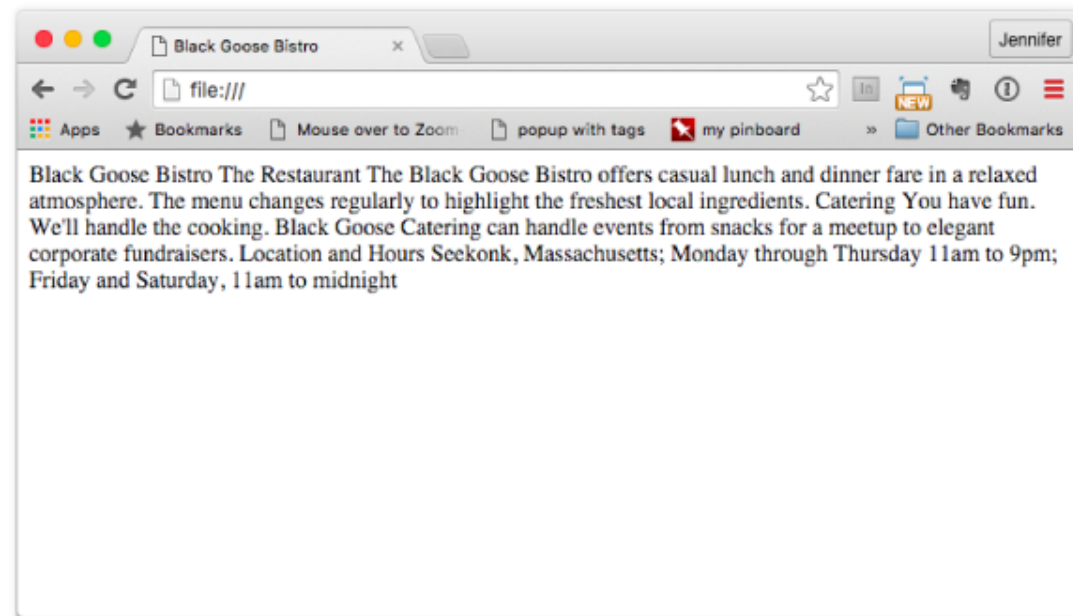 Black Goose Bistro
Jennifer
file:///
In
NEW
Apps Bookmarks Mouse over to Zoom popup with tags my pinboard » Other Bookmarks
Black Goose Bistro The Restaurant The Black Goose Bistro offers casual lunch and dinner fare in a relaxed
atmosphere. The menu changes regularly to highlight the freshest local ingredients. Catering You have fun.
We'll handle the cooking. Black Goose Catering can handle events from snacks for a meetup to elegant
corporate fundraisers. Location and Hours Seekonk, Massachusetts; Monday through Thursday 11am to 9pm;
Friday and Saturday, 11am to midnight